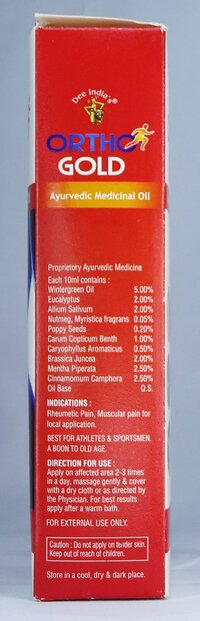 Dee India's®
ORTHO
GOLD
Ayurvedic Medicinal Oil
Proprietory Ayurvedic Medicine
Each 10ml contains :
Wintergreen Oil 5.00%
Eucalyptus 2.00%
Allium Sativum 2.00%
Nutmeg, Myristica fragrans 0.05%
Poppy Seeds 0.20%
Carum Copticum Benth 1.00%
Caryophyllus Aromaticus 0.50%
Brassica Juncea 2.00%
Mentha Piperata 2.50%
Cinnamomum Camphora 2.50%
Oil Base Q.S.
INDICATIONS :
Rheumetic Pain, Muscular pain for
local application.
BEST FOR ATHLETES & SPORTSMEN.
A BOON TO OLD AGE.
DIRECTION FOR USE :
Apply on affected area 2-3 times
in a day, massage gently & cover
with a dry cloth or as directed by
the Physician. For best results
apply after a warm bath.
FOR EXTERNAL USE ONLY.
Caution : Do not apply on tender skin.
Keep out of reach of children.
Store in a cool, dry & dark place.